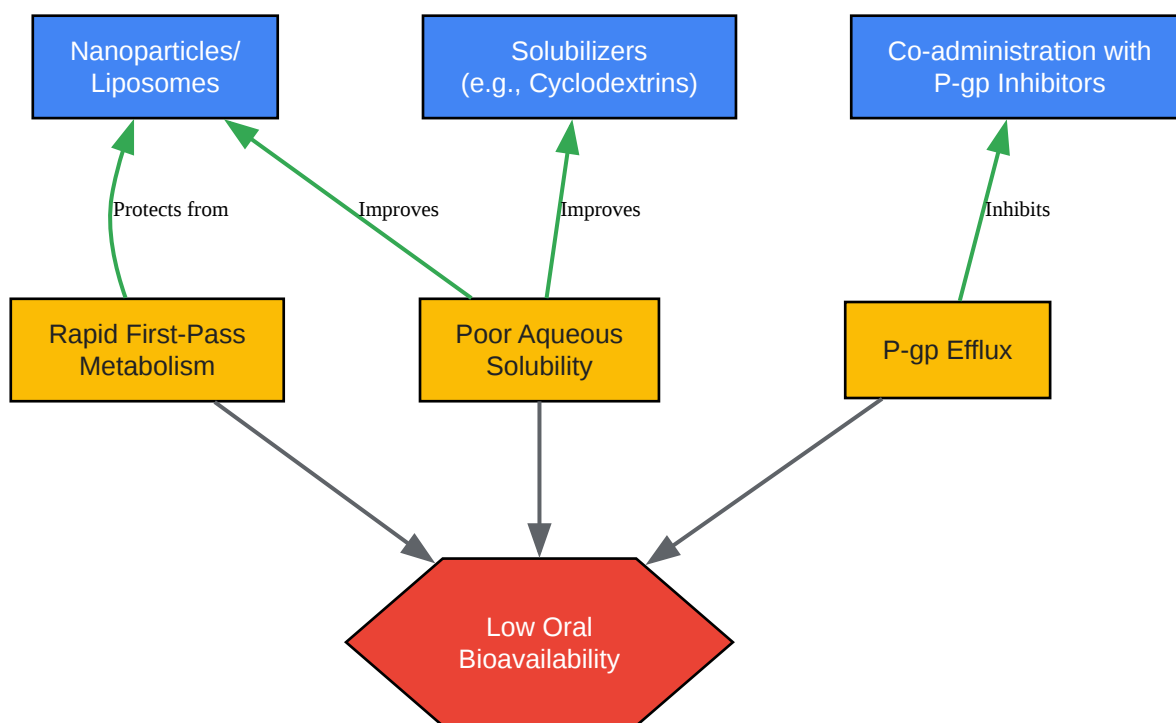 Nanoparticles/
Liposomes
Solubilizers
(e.g., Cyclodextrins)
Co-administration with
P-gp Inhibitors
Protects from
Improves
Improves
Inhibits
Rapid First-Pass
Metabolism
Poor Aqueous
Solubility
P-gp Efflux
Low Oral
Bioavailability